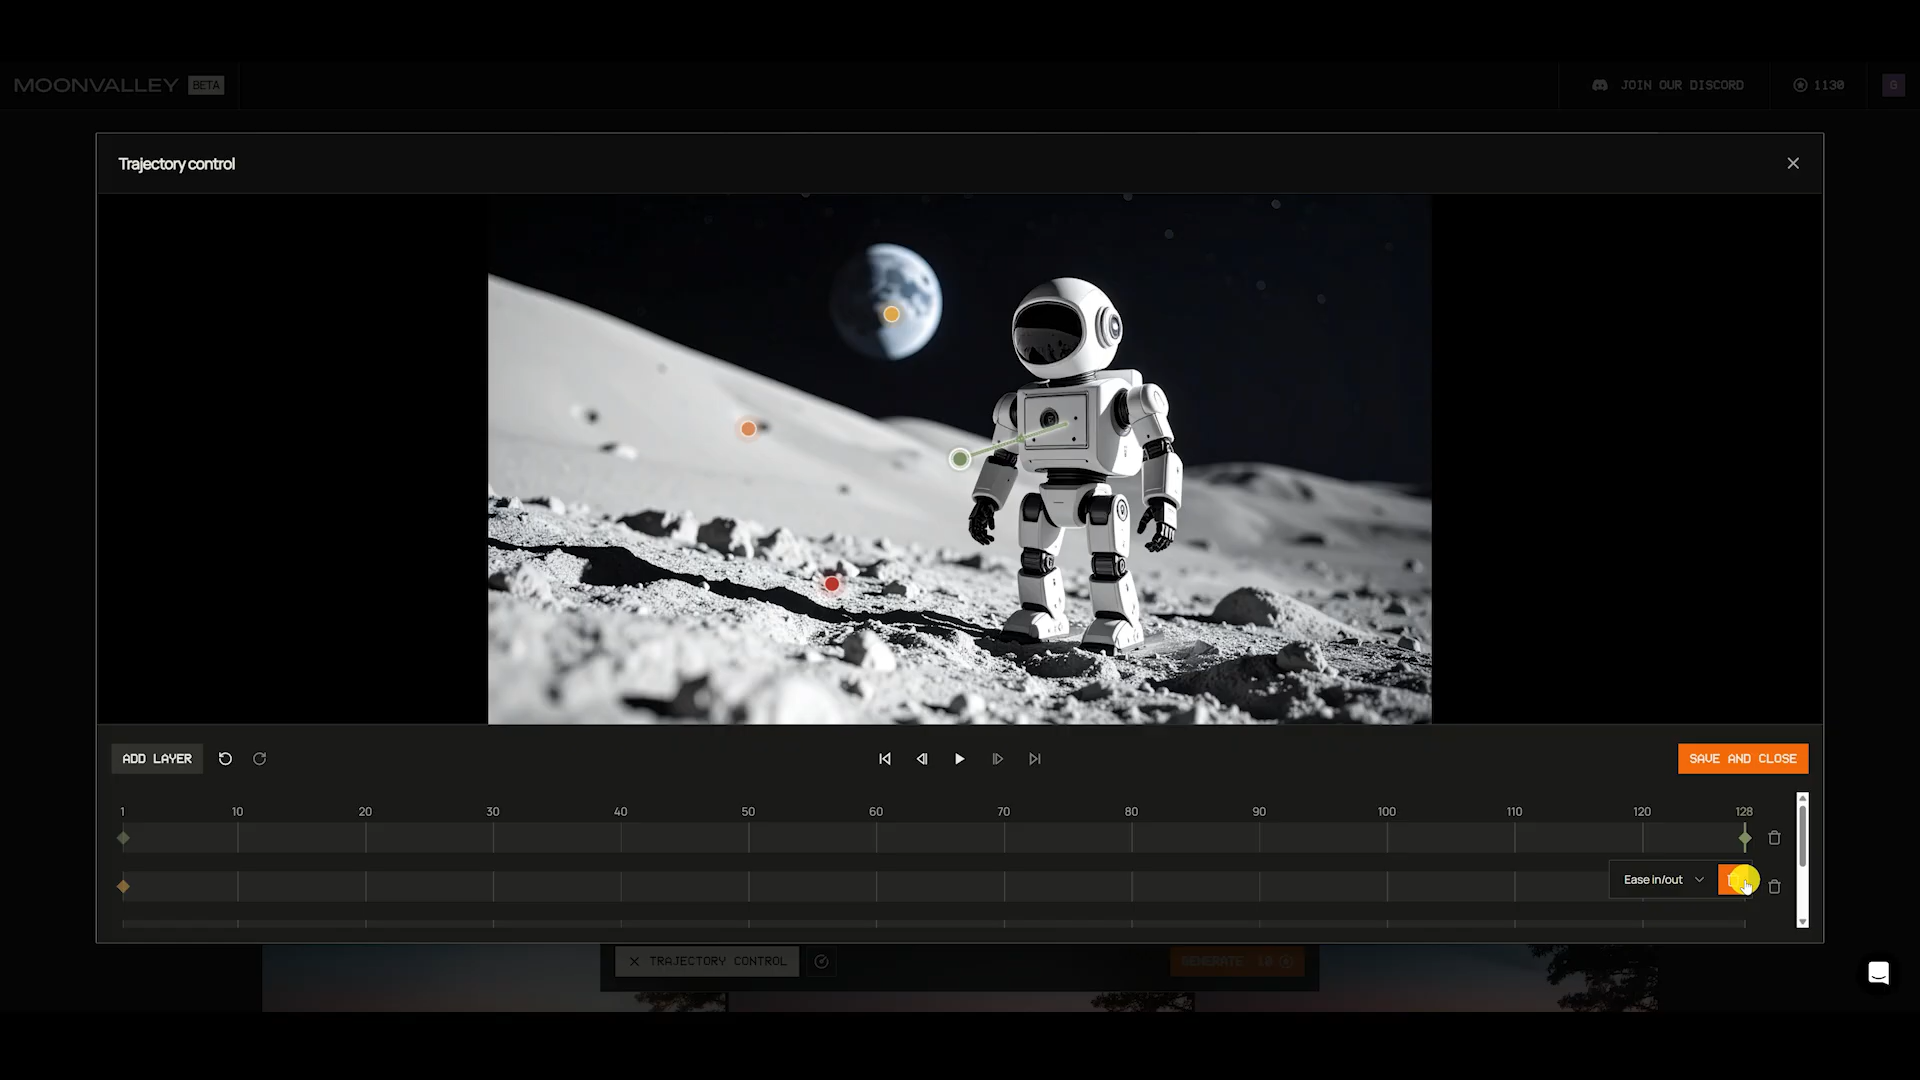 MOONVALLEY BETA
JOIN OUR DISCORD
1130
G
Trajectory control
ADD LAYER
SAVE AND CLOSE
1 10 20 30 40 50 60 70 80 90 100 110 120 128
Ease in/out
TRAJECTORY CONTROL
GENERATE